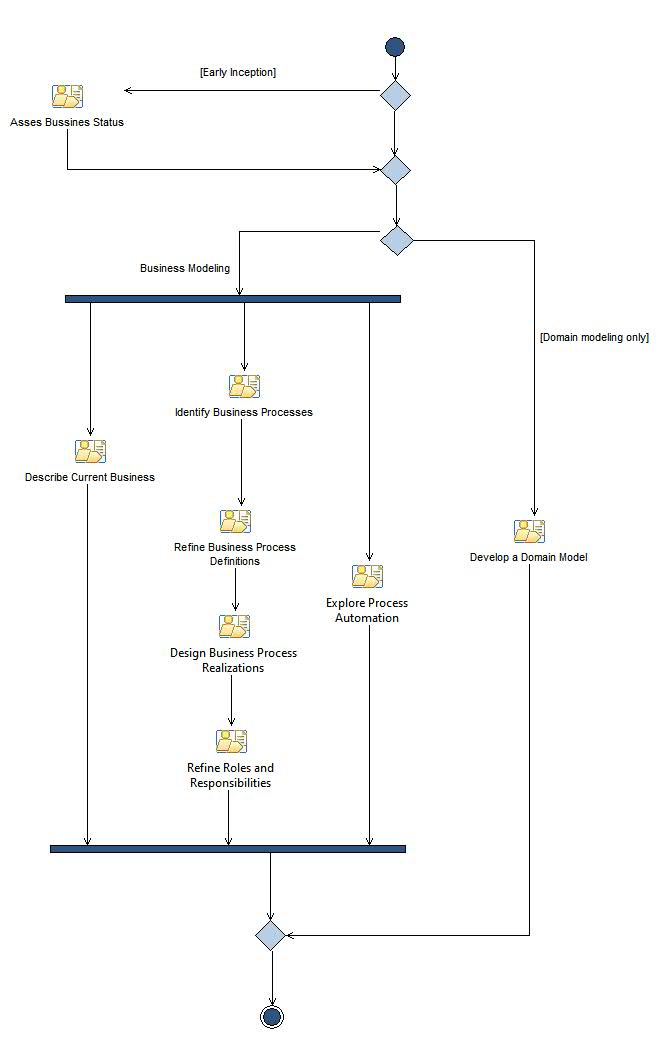 [Early Inception]
Asses Bussines Status
Business Modeling
[Domain modeling only]
Identify Business Processes
Describe Current Business
Refine Business Process
Definitions
Develop a Domain Model
Explore Process
Automation
Design Business Process
Realizations
Refine Roles and
Responsibilities